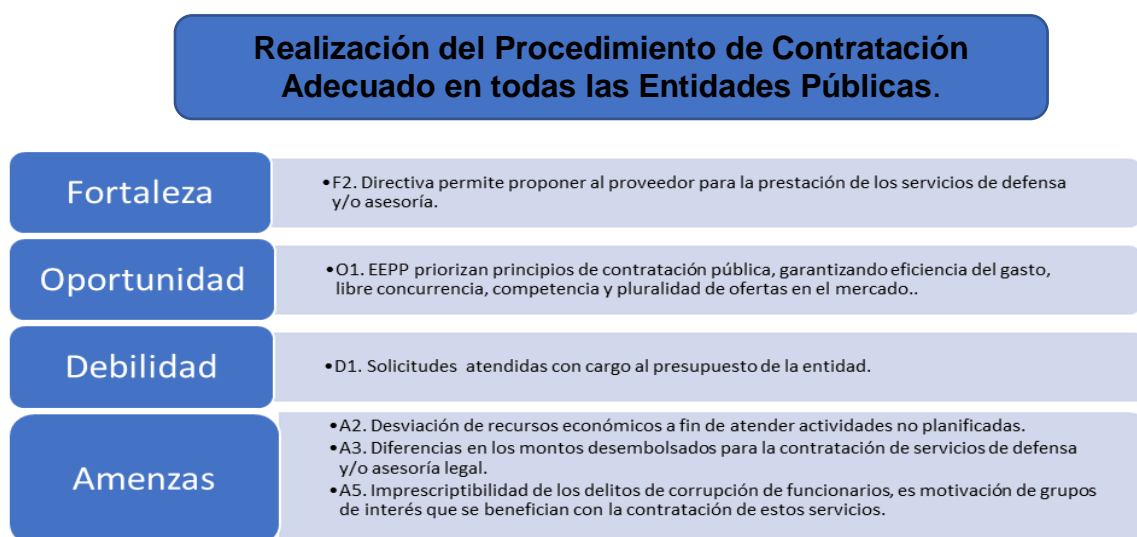 Realización del Procedimiento de Contratación
Adecuado en todas las Entidades Públicas.
Fortaleza
•F2. Directiva permite proponer al proveedor para la prestación de los servicios de defensa
y/o asesoría.
Oportunidad
•O1. EEPP priorizan principios de contratación pública, garantizando eficiencia del gasto,
libre concurrencia, competencia y pluralidad de ofertas en el mercado..
Debilidad
•D1. Solicitudes atendidas con cargo al presupuesto de la entidad.
Amenzas
•A2. Desviación de recursos económicos a fin de atender actividades no planificadas.
•A3. Diferencias en los montos desembolsados para la contratación de servicios de defensa
y/o asesoría legal.
•A5. Imprescriptibilidad de los delitos de corrupción de funcionarios, es motivación de grupos
de interés que se benefician con la contratación de estos servicios.